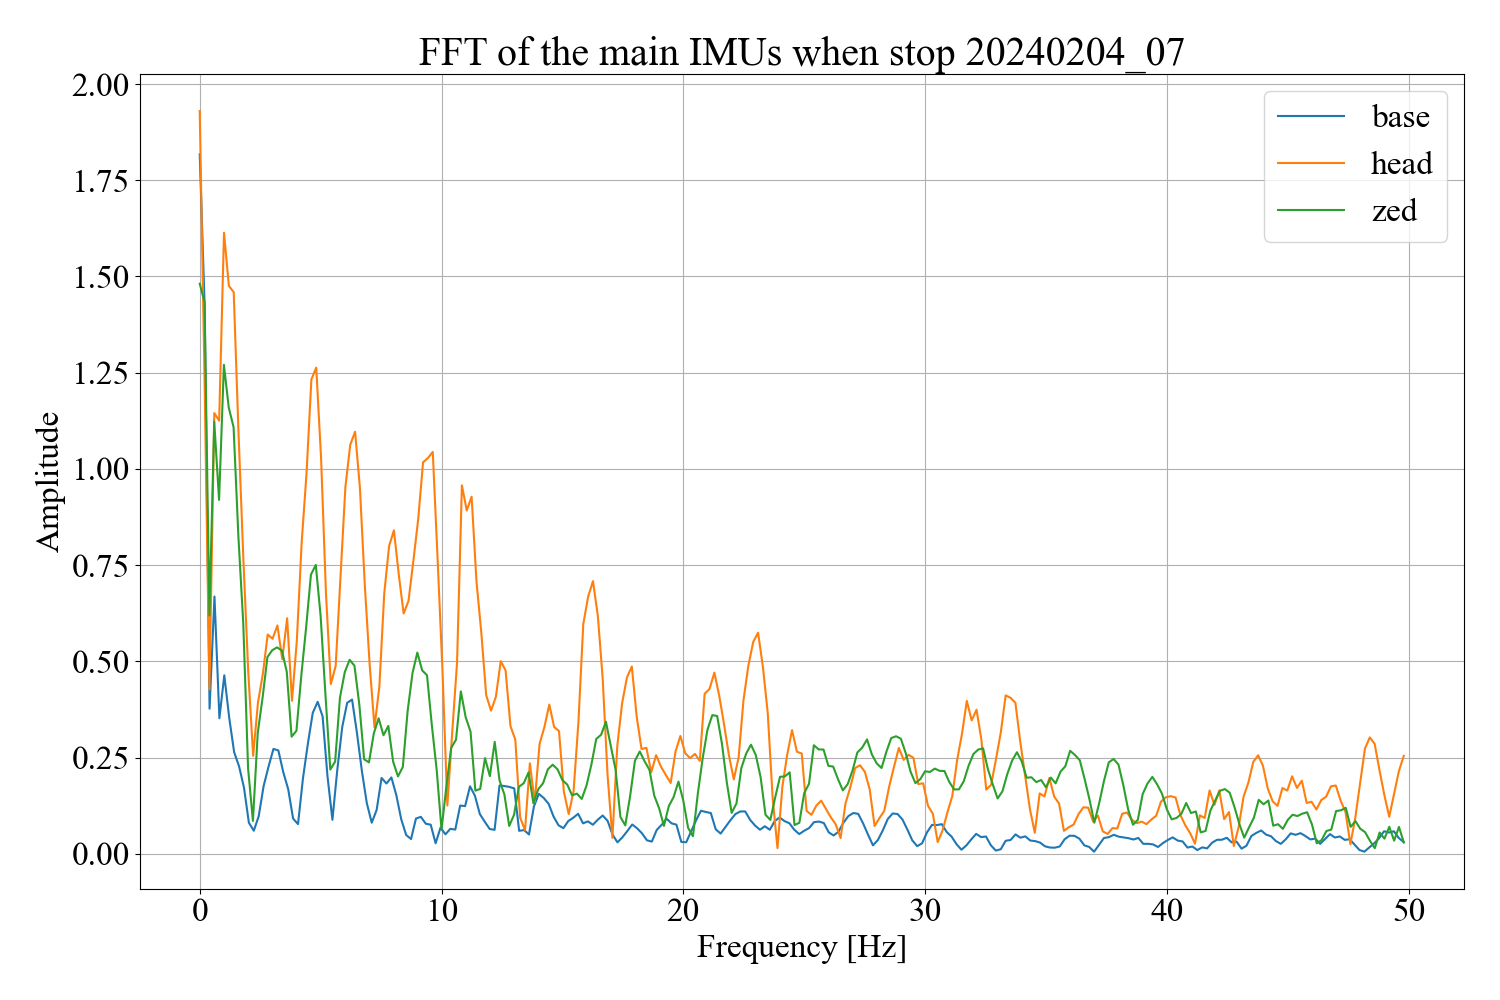 FFT of the main IMUs when stop 20240204_07
base
head
zed
2.00
1.75
1.50
1.25
1.00
0.75
0.50
0.25
0.00
Amplitude
0 10 20 30 40 50
Frequency [Hz]